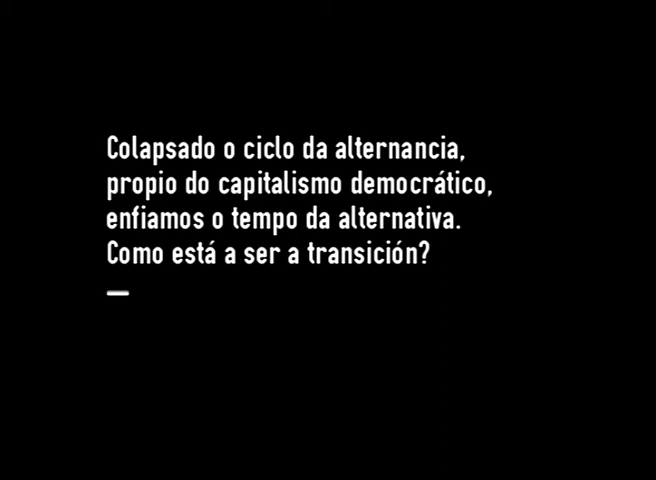 Colapsado o ciclo da alternancia,
propio do capitalismo democrático,
enfiamos o tempo da alternativa.
Como está a ser a transición?